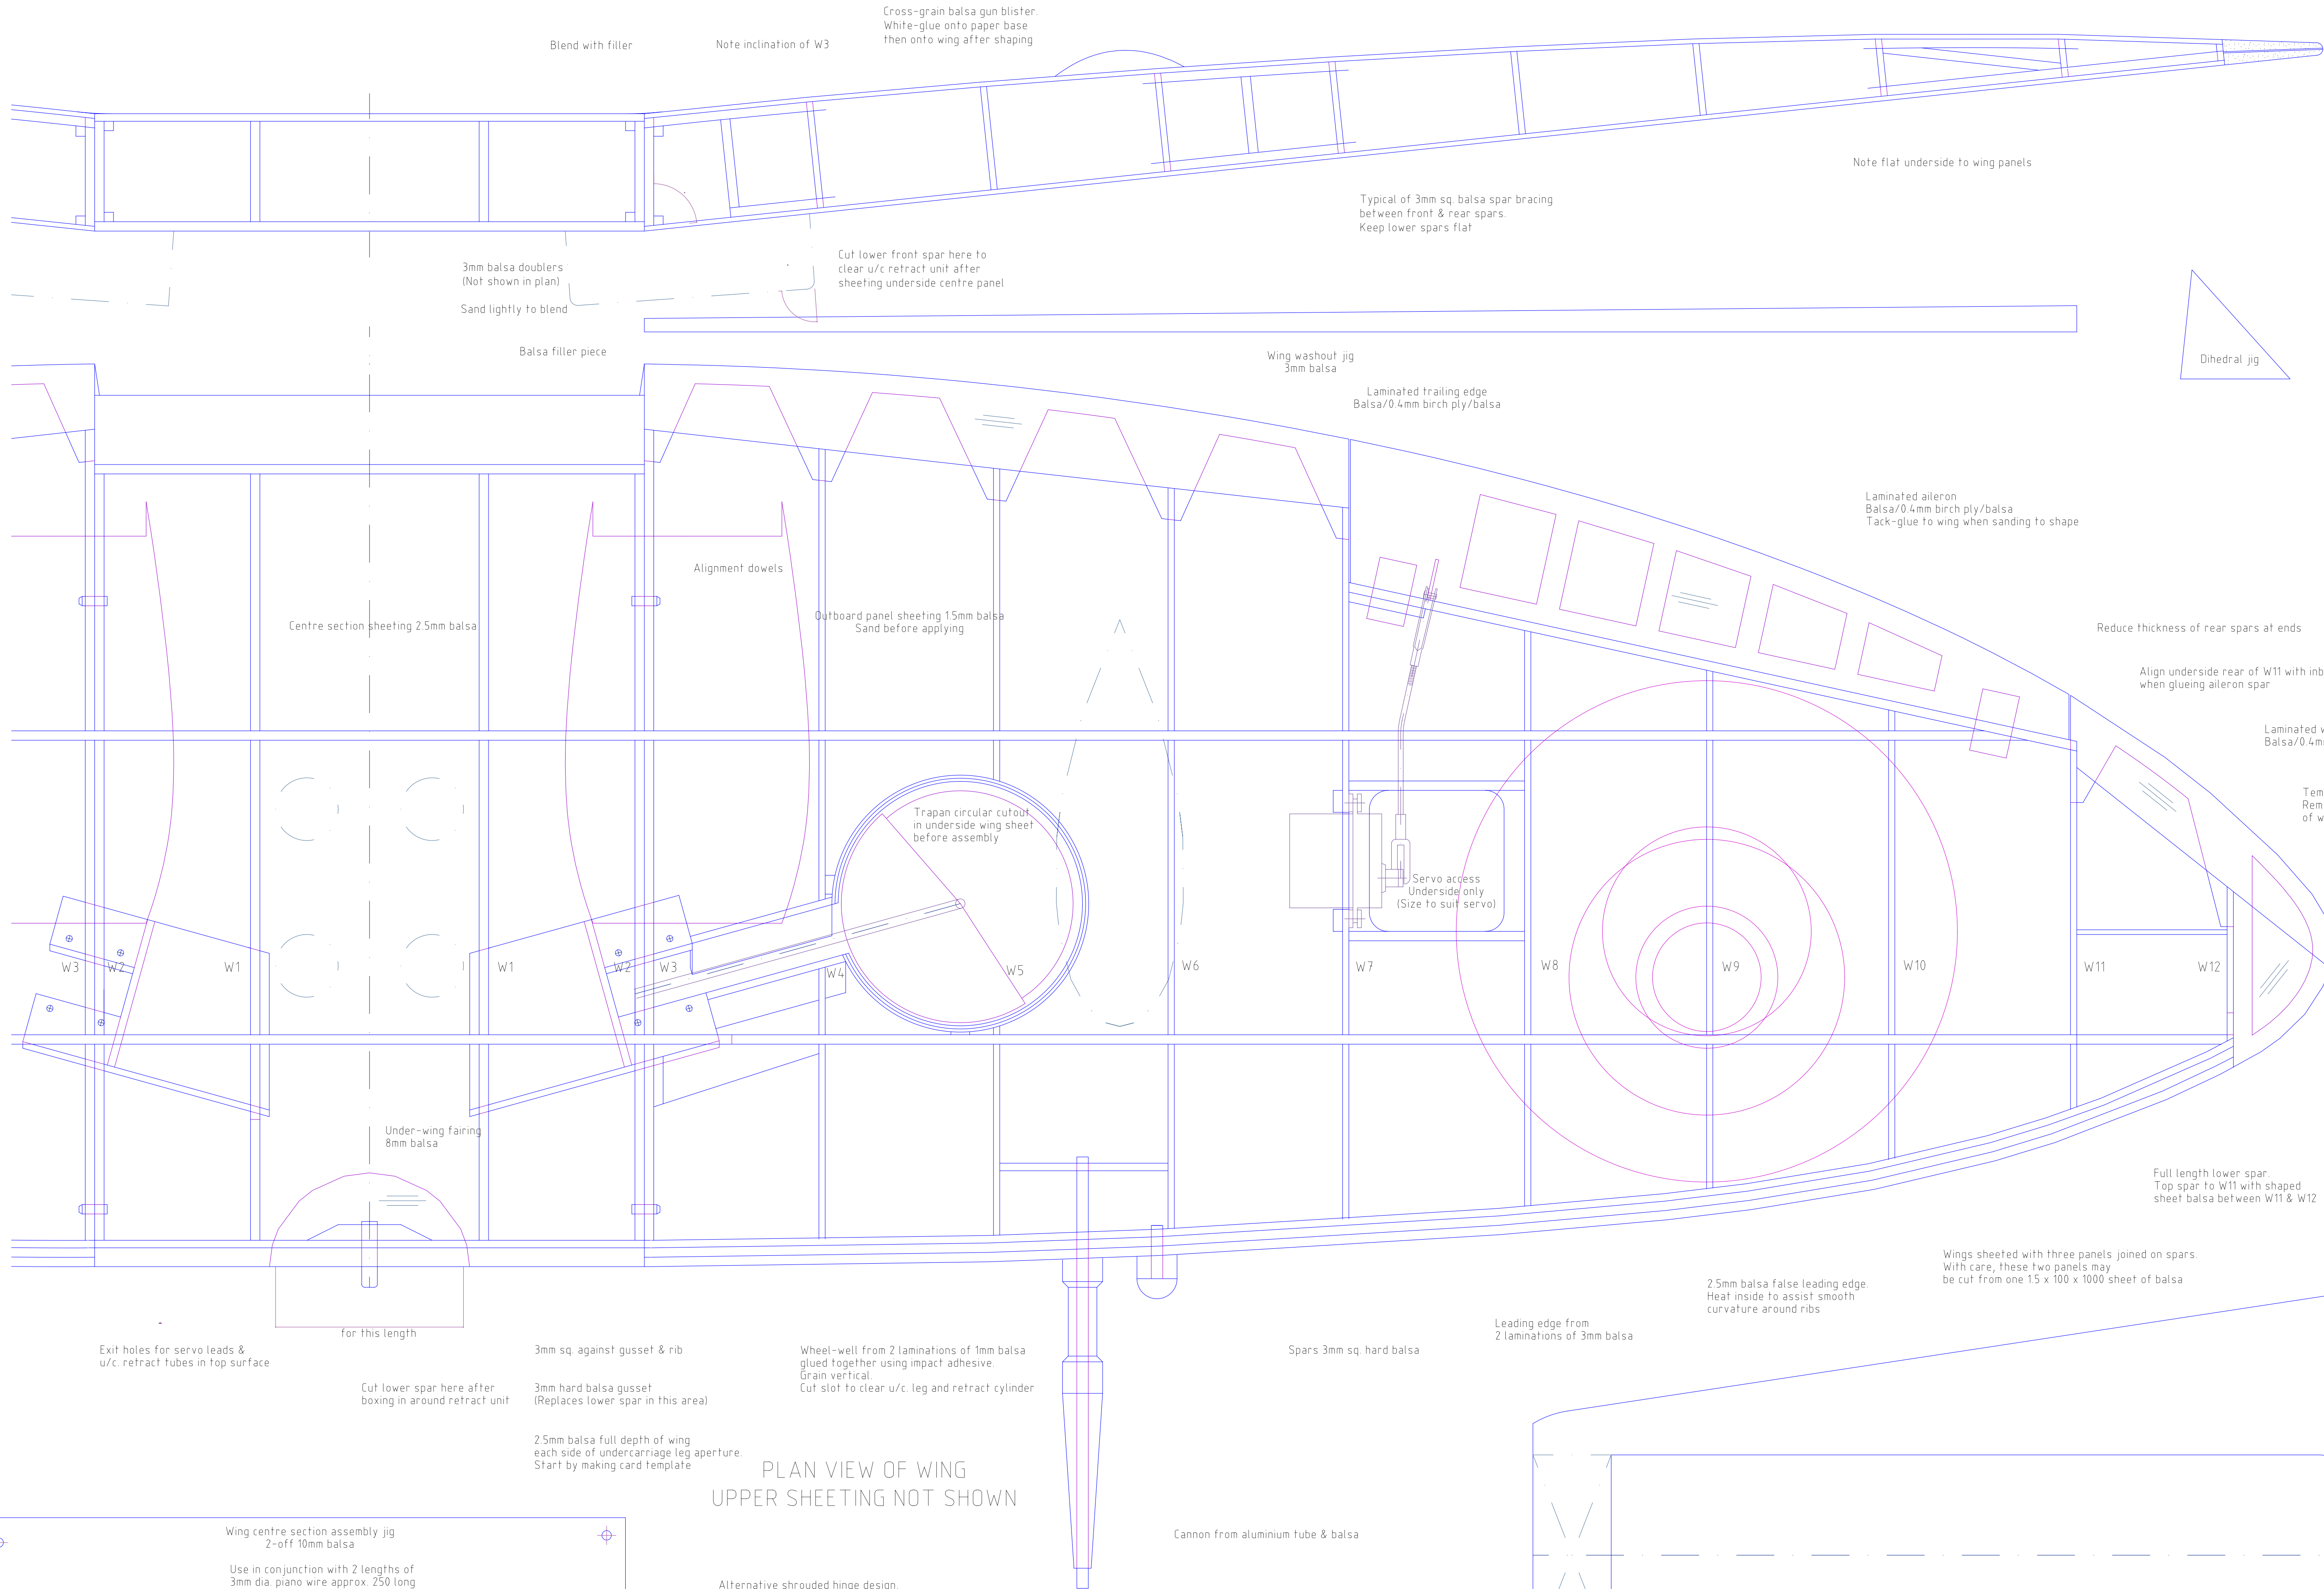 Cross-grain balsa gun blister.
White-glue onto paper base
then onto wing after shaping
Blend with filler
Note inclination of W3
Note flat underside to wing panels
Typical of 3mm sq. balsa spar bracing
between front & rear spars.
Keep lower spars flat
Cut lower front spar here to
clear u/c retract unit after
sheeting underside centre panel
3mm balsa doublers
(Not shown in plan)
Sand lightly to blend
Balsa filler piece
Wing washout jig
3mm balsa
Dihedral jig
Laminated trailing edge
Balsa/0.4mm birch ply/balsa
Laminated aileron
Balsa/0.4mm birch ply/balsa
Tack-glue to wing when sanding to shape
Alignment dowels
Centre section sheeting 2.5mm balsa
Outboard panel sheeting 1.5mm balsa
Sand before applying
Reduce thickness of rear spars at ends
Align underside rear of W11 with inb
when glueing aileron spar
Laminated w
Balsa/0.4m
Tem
Rem
of w
Trapan circular cutout
in underside wing sheet
before assembly
Servo access
Underside only
(Size to suit servo)
W3
W2
W1
W1
W2
W3
W4
W5
W6
W7
W8
W9
W10
W11
W12
Under-wing fairing
8mm balsa
Full length lower spar.
Top spar to W11 with shaped
sheet balsa between W11 & W12
Wings sheeted with three panels joined on spars.
With care, these two panels may
be cut from one 1.5 x 100 x 1000 sheet of balsa
2.5mm balsa false leading edge.
Heat inside to assist smooth
curvature around ribs
Leading edge from
2 laminations of 3mm balsa
for this length
Exit holes for servo leads &
u/c. retract tubes in top surface
3mm sq. against gusset & rib
Wheel-well from 2 laminations of 1mm balsa
glued together using impact adhesive.
Grain vertical.
Cut slot to clear u/c. leg and retract cylinder
Spars 3mm sq. hard balsa
Cut lower spar here after
boxing in around retract unit
3mm hard balsa gusset
(Replaces lower spar in this area)
2.5mm balsa full depth of wing
each side of undercarriage leg aperture.
Start by making card template
PLAN VIEW OF WING
UPPER SHEETING NOT SHOWN
Wing centre section assembly jig
2-off 10mm balsa
Use in conjunction with 2 lengths of
3mm dia. piano wire approx. 250 long
Cannon from aluminium tube & balsa
Alternative shrouded hinge design.